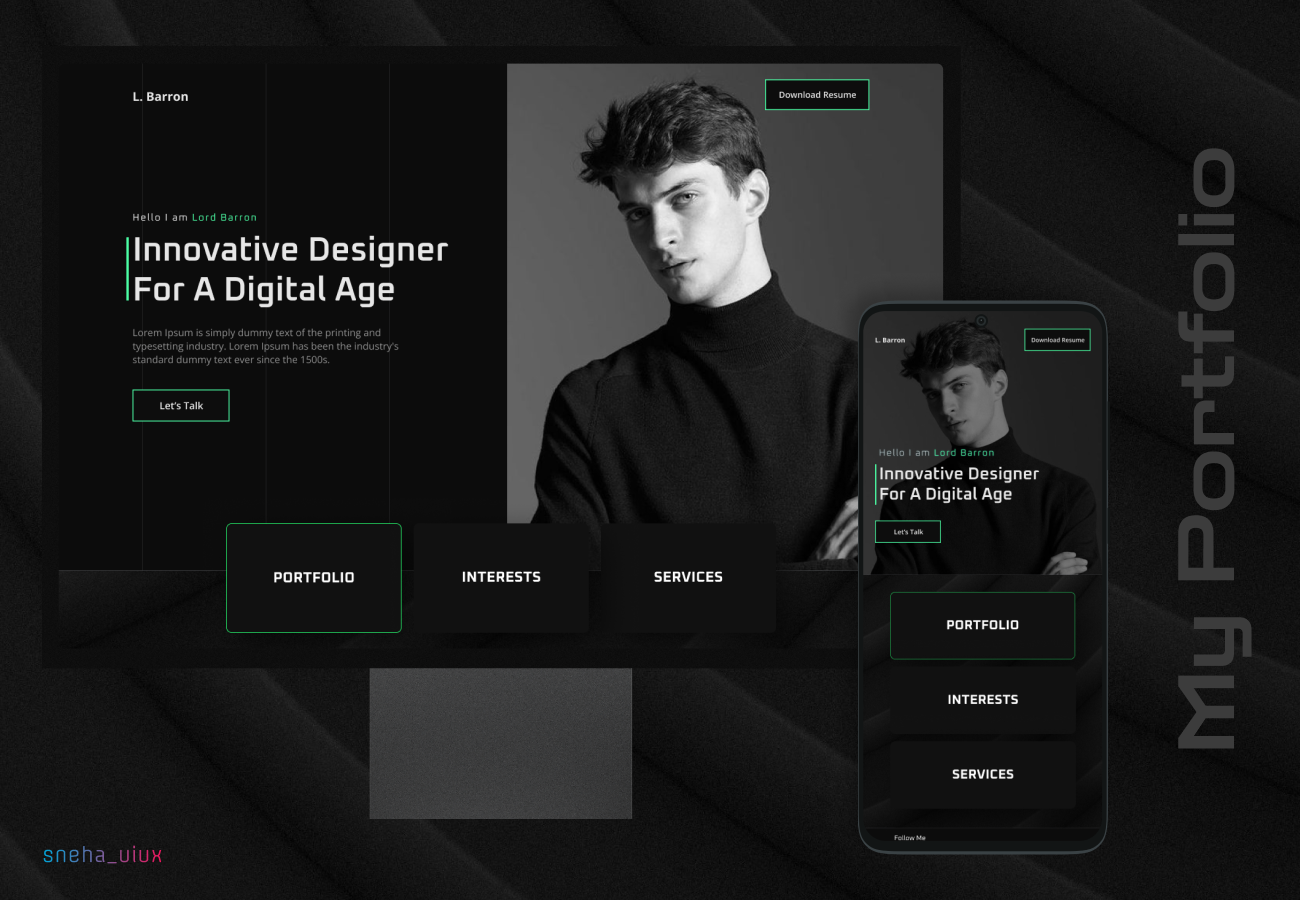 L. Barron
Download Resume
Hello I am Lord Barron
Innovative Designer
For A Digital Age
Lorem Ipsum is simply dummy text of the printing and
typesetting industry. Lorem Ipsum has been the industry's
standard dummy text ever since the 1500s.
Let's Talk
PORTFOLIO
INTERESTS
SERVICES
L. Barron
Download Resume
Hello I am Lord Barron
Innovative Designer
For A Digital Age
Let's Talk
PORTFOLIO
INTERESTS
SERVICES
Follow Me
My Portfolio
sneha_uiux